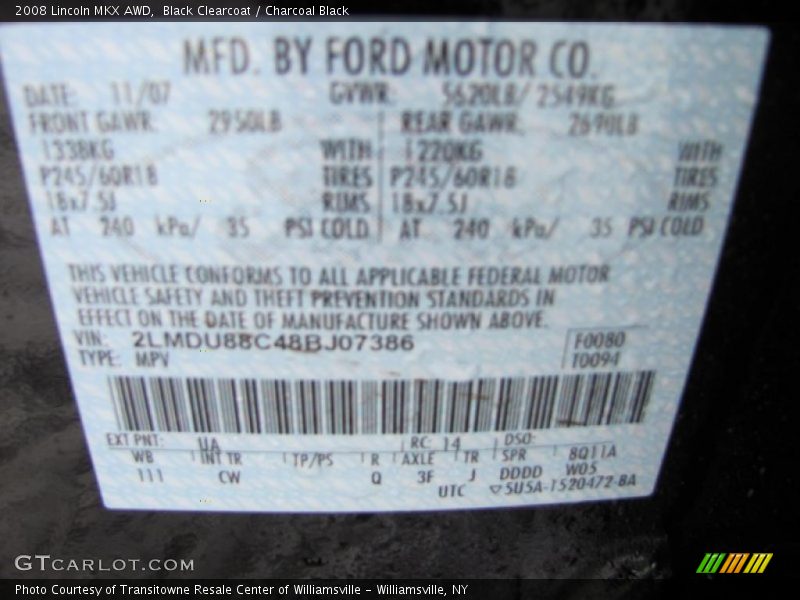 2008 Lincoln MKX AWD,  Black Clearcoat / Charcoal Black
MFD. BY FORD MOTOR CO.
DATE: 11/07 GVWR: 5620LB/ 2549KG
FRONT GAWR: 2950LB REAR GAWR: 2690LB
1338KG WITH 1220KG WITH
P245/60R18 TIRES P245/60R18 TIRES
18x7.5J RIMS 18x7.5J RIMS
AT 240 kPa/ 35 PSI COLD AT 240 kPa/ 35 PSI COLD
THIS VEHICLE CONFORMS TO ALL APPLICABLE FEDERAL MOTOR
VEHICLE SAFETY AND THEFT PREVENTION STANDARDS IN
EFFECT ON THE DATE OF MANUFACTURE SHOWN ABOVE.
VIN: 2LMDU88C48BJ07386 F0080
TYPE: MPV T0094
EXT PNT: UA RC: 14 DSO:
WB INT TR TP/PS R AXLE TR SPR 8Q11A
111 CW Q 3F J DDDD W05
UTC ▽5U5A-1520472-BA
GTCARLOT.COM
Photo Courtesy of Transitowne Resale Center of Williamsville - Williamsville, NY